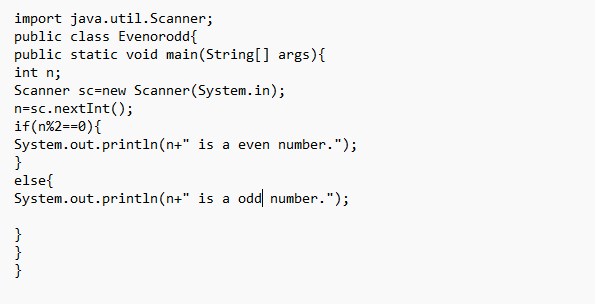 import java.util.Scanner;
public class Evenorodd{
public static void main(String[] args){
int n;
Scanner sc=new Scanner(System.in);
n=sc.nextInt();
if(n%2==0){
System.out.println(n+" is a even number.");
}
else{
System.out.println(n+" is a odd number.");
}
}
}